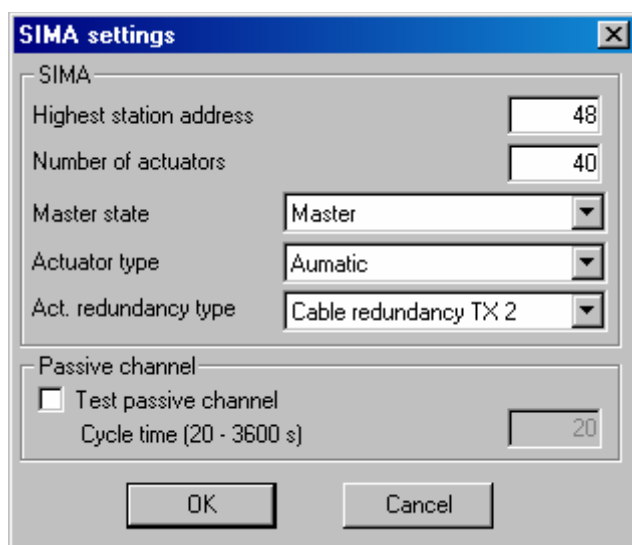 SIMA settings
SIMA
Highest station address 48
Number of actuators 40
Master state Master
Actuator type Aumatic
Act. redundancy type Cable redundancy TX 2
Passive channel
Test passive channel
Cycle time (20 - 3600 s) 20
OK Cancel